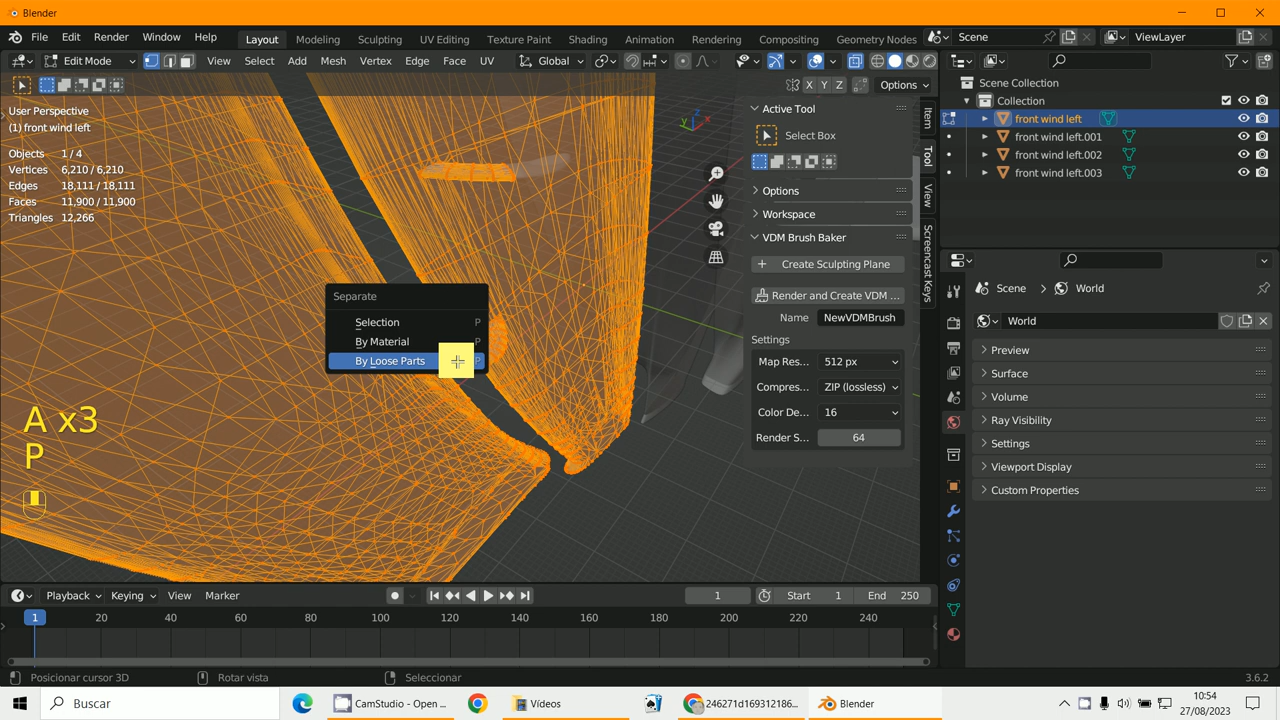 Blender
File Edit Render Window Help
Layout Modeling Sculpting UV Editing Texture Paint Shading Animation Rendering Compositing Geometry Nodes
Scene
ViewLayer
Edit Mode
View Select Add Mesh Vertex Edge Face UV
Global
X Y Z
Options
User Perspective
(1) front wind left
Objects 1 / 4
Vertices 6,210 / 6,210
Edges 18,111 / 18,111
Faces 11,900 / 11,900
Triangles 12,266
Separate
Selection P
By Material P
By Loose Parts P
A x3
P
Z
Y
X
Active Tool
Select Box
Options
Workspace
VDM Brush Baker
Create Sculpting Plane
Render and Create VDM ...
Name NewVDMBrush
Settings
Map Res... 512 px
Compres... ZIP (lossless)
Color De... 16
Render S... 64
Item
Tool
View
Screencast Keys
Scene Collection
Collection
front wind left
front wind left.001
front wind left.002
front wind left.003
Scene World
World
Preview
Surface
Volume
Ray Visibility
Settings
Viewport Display
Custom Properties
Playback Keying View Marker
1 Start 1 End 250
1 20 40 60 80 100 120 140 160 180 200 220 240
Posicionar cursor 3D Rotar vista Seleccionar 3.6.2
Buscar
CamStudio - Open ...
Vídeos
246271d169312186...
Blender
10:54
27/08/2023